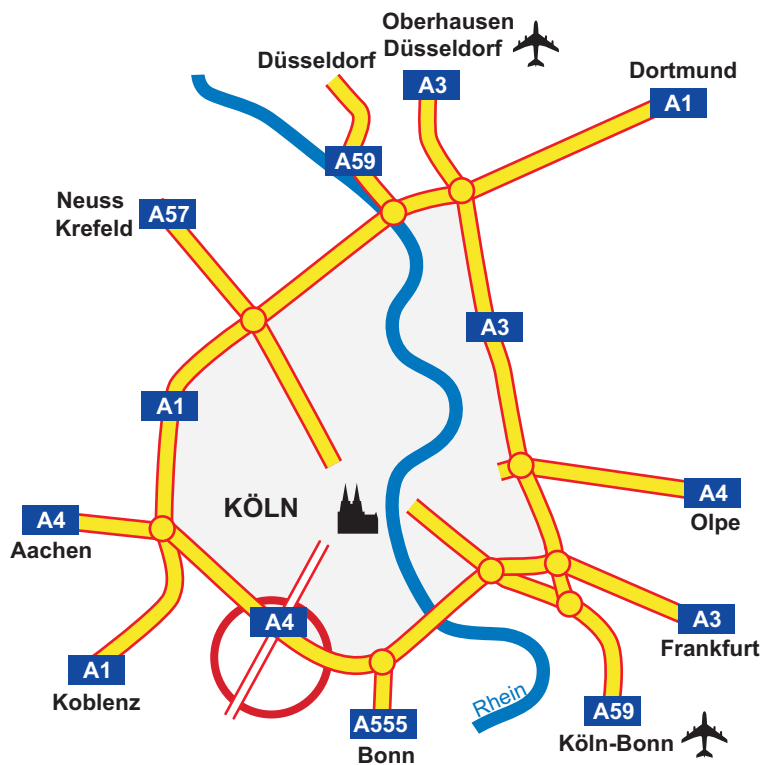 Oberhausen
Düsseldorf
Düsseldorf
A3
Dortmund
A1
A59
Neuss
Krefeld
A57
A3
A1
A4
Aachen
KÖLN
A4
Olpe
A4
A3
Frankfurt
A1
Koblenz
Rhein
A555
Bonn
A59
Köln-Bonn